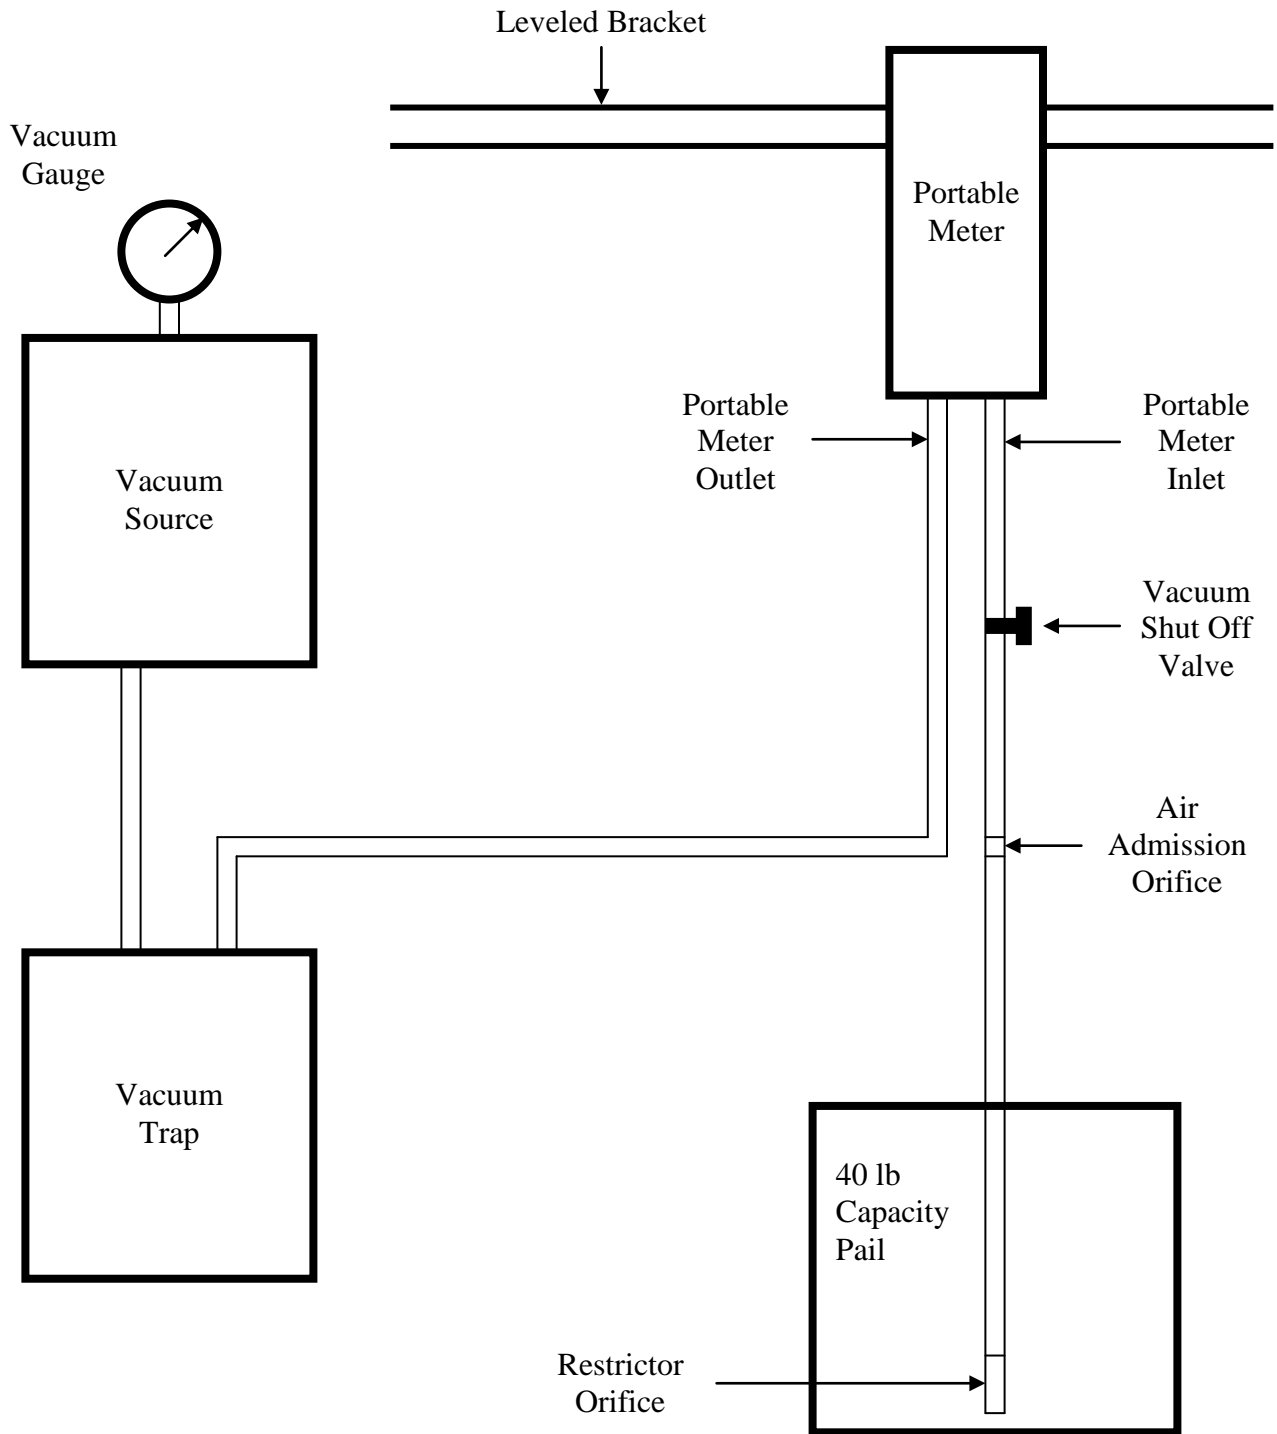 Leveled Bracket
Vacuum
Gauge
Portable
Meter
Portable
Meter
Outlet
Portable
Meter
Inlet
Vacuum
Source
Vacuum
Shut Off
Valve
Air
Admission
Orifice
Vacuum
Trap
40 lb
Capacity
Pail
Restrictor
Orifice